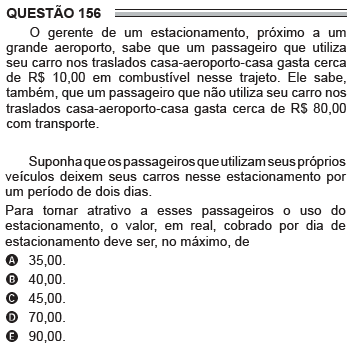 QUESTÃO 156
O gerente de um estacionamento, próximo a um
grande aeroporto, sabe que um passageiro que utiliza
seu carro nos traslados casa-aeroporto-casa gasta cerca
de R$ 10,00 em combustível nesse trajeto. Ele sabe,
também, que um passageiro que não utiliza seu carro nos
traslados casa-aeroporto-casa gasta cerca de R$ 80,00
com transporte.
Suponha que os passageiros que utilizam seus próprios
veículos deixem seus carros nesse estacionamento por
um período de dois dias.
Para tornar atrativo a esses passageiros o uso do
estacionamento, o valor, em real, cobrado por dia de
estacionamento deve ser, no máximo, de
A 35,00.
B 40,00.
C 45,00.
D 70,00.
E 90,00.